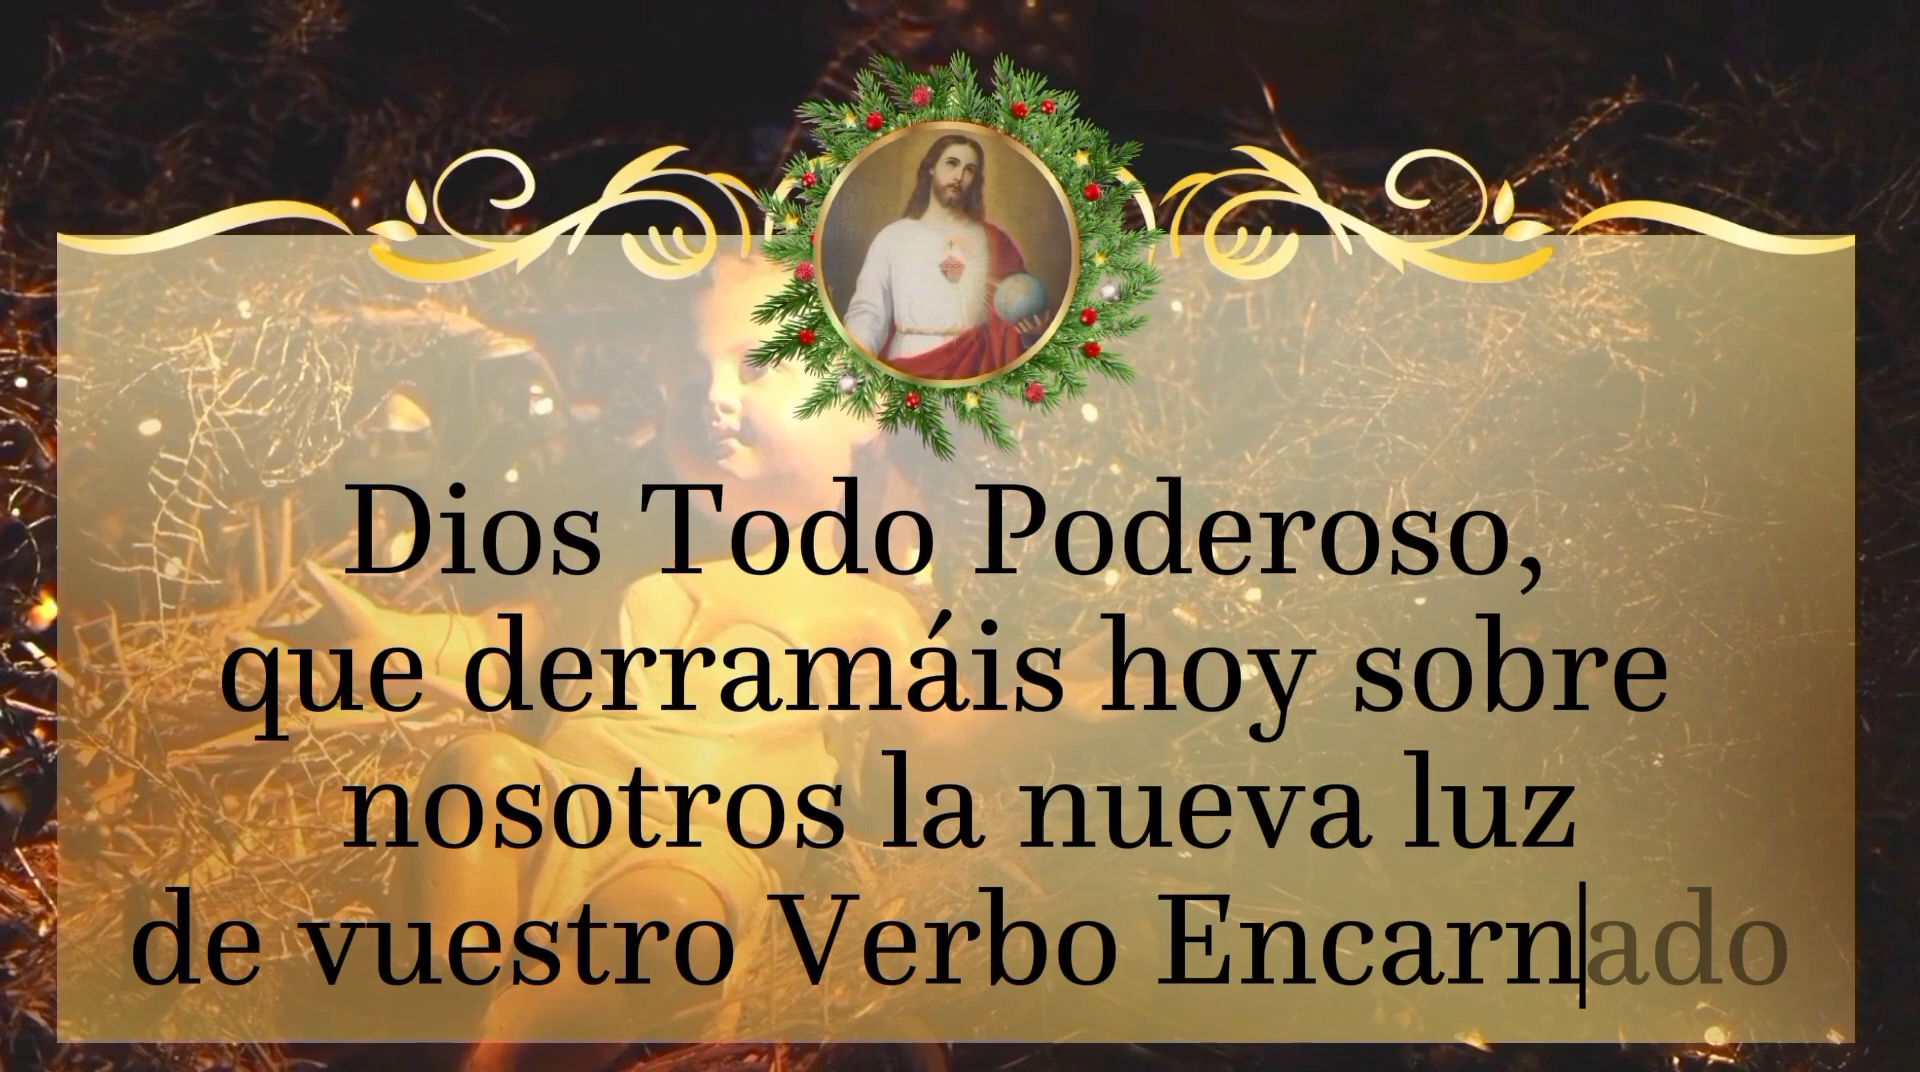 Dios Todo Poderoso,
que derramáis hoy sobre
nosotros la nueva luz
de vuestro Verbo Encarnado